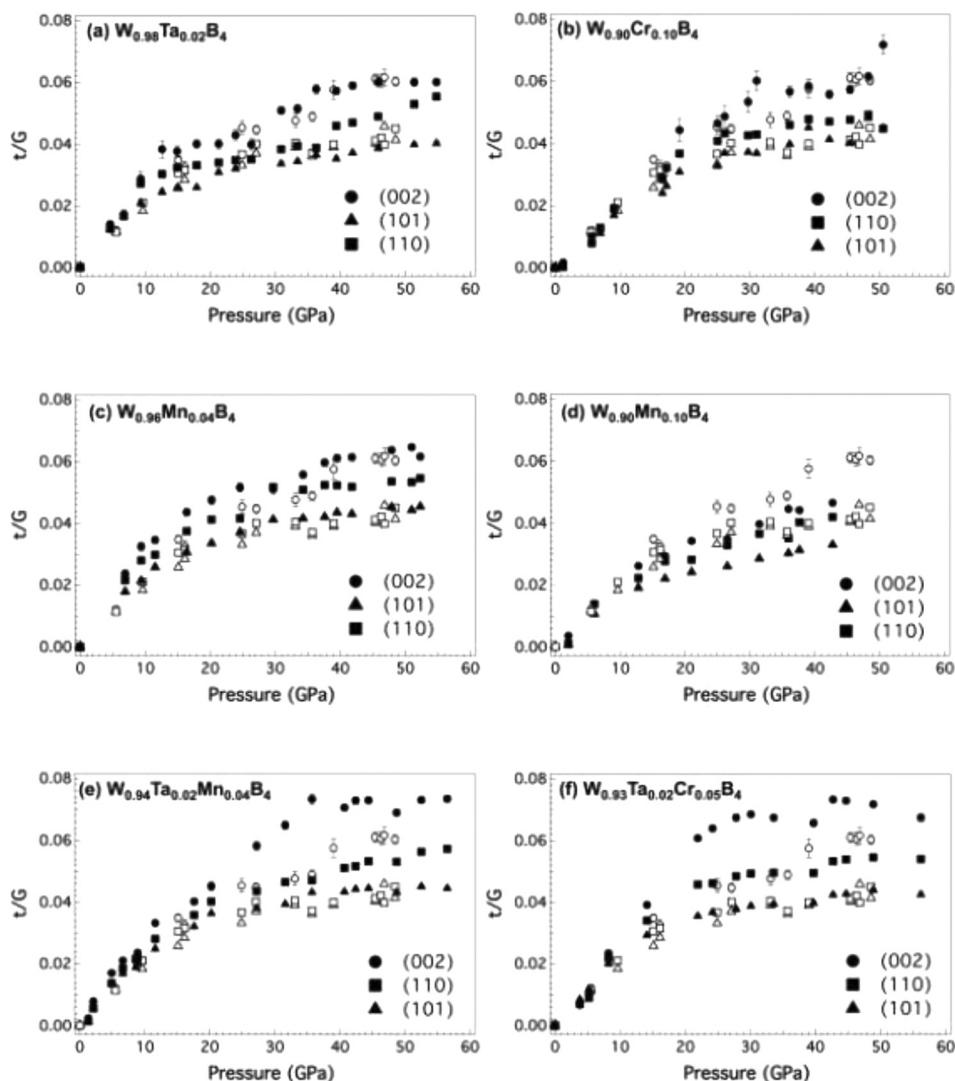 (a) W0.98Ta0.02B4
0.08
0.06
t/G
0.04
0.02
0.00
(002)
(101)
(110)
0 10 20 30 40 50 60
Pressure (GPa)
(b) W0.90Cr0.10B4
0.08
0.06
t/G
0.04
0.02
0.00
(002)
(110)
(101)
0 10 20 30 40 50 60
Pressure (GPa)
(c) W0.96Mn0.04B4
0.08
0.06
t/G
0.04
0.02
0.00
(002)
(101)
(110)
0 10 20 30 40 50 60
Pressure (GPa)
(d) W0.90Mn0.10B4
0.08
0.06
t/G
0.04
0.02
0.00
(002)
(101)
(110)
0 10 20 30 40 50 60
Pressure (GPa)
(e) W0.94Ta0.02Mn0.04B4
0.08
0.06
t/G
0.04
0.02
0.00
(002)
(110)
(101)
0 10 20 30 40 50 60
Pressure (GPa)
(f) W0.93Ta0.02Cr0.05B4
0.08
0.06
t/G
0.04
0.02
0.00
(002)
(110)
(101)
0 10 20 30 40 50 60
Pressure (GPa)